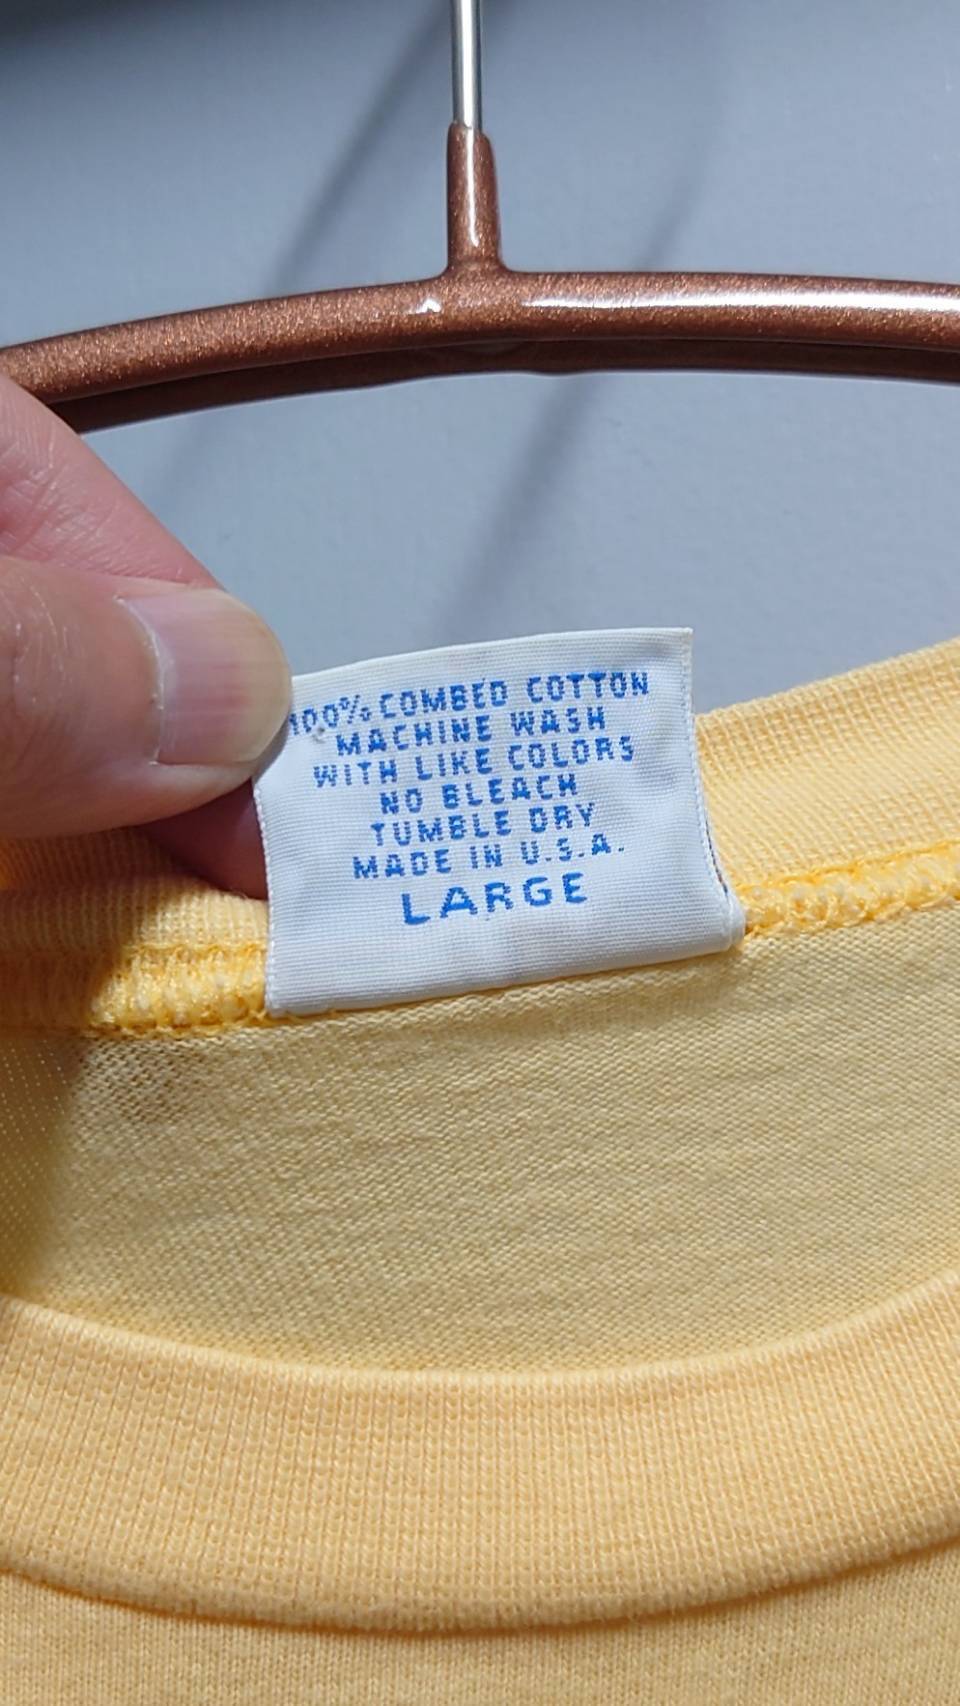 100% COMBED COTTON
MACHINE WASH
WITH LIKE COLORS
NO BLEACH
TUMBLE DRY
MADE IN U.S.A.
LARGE